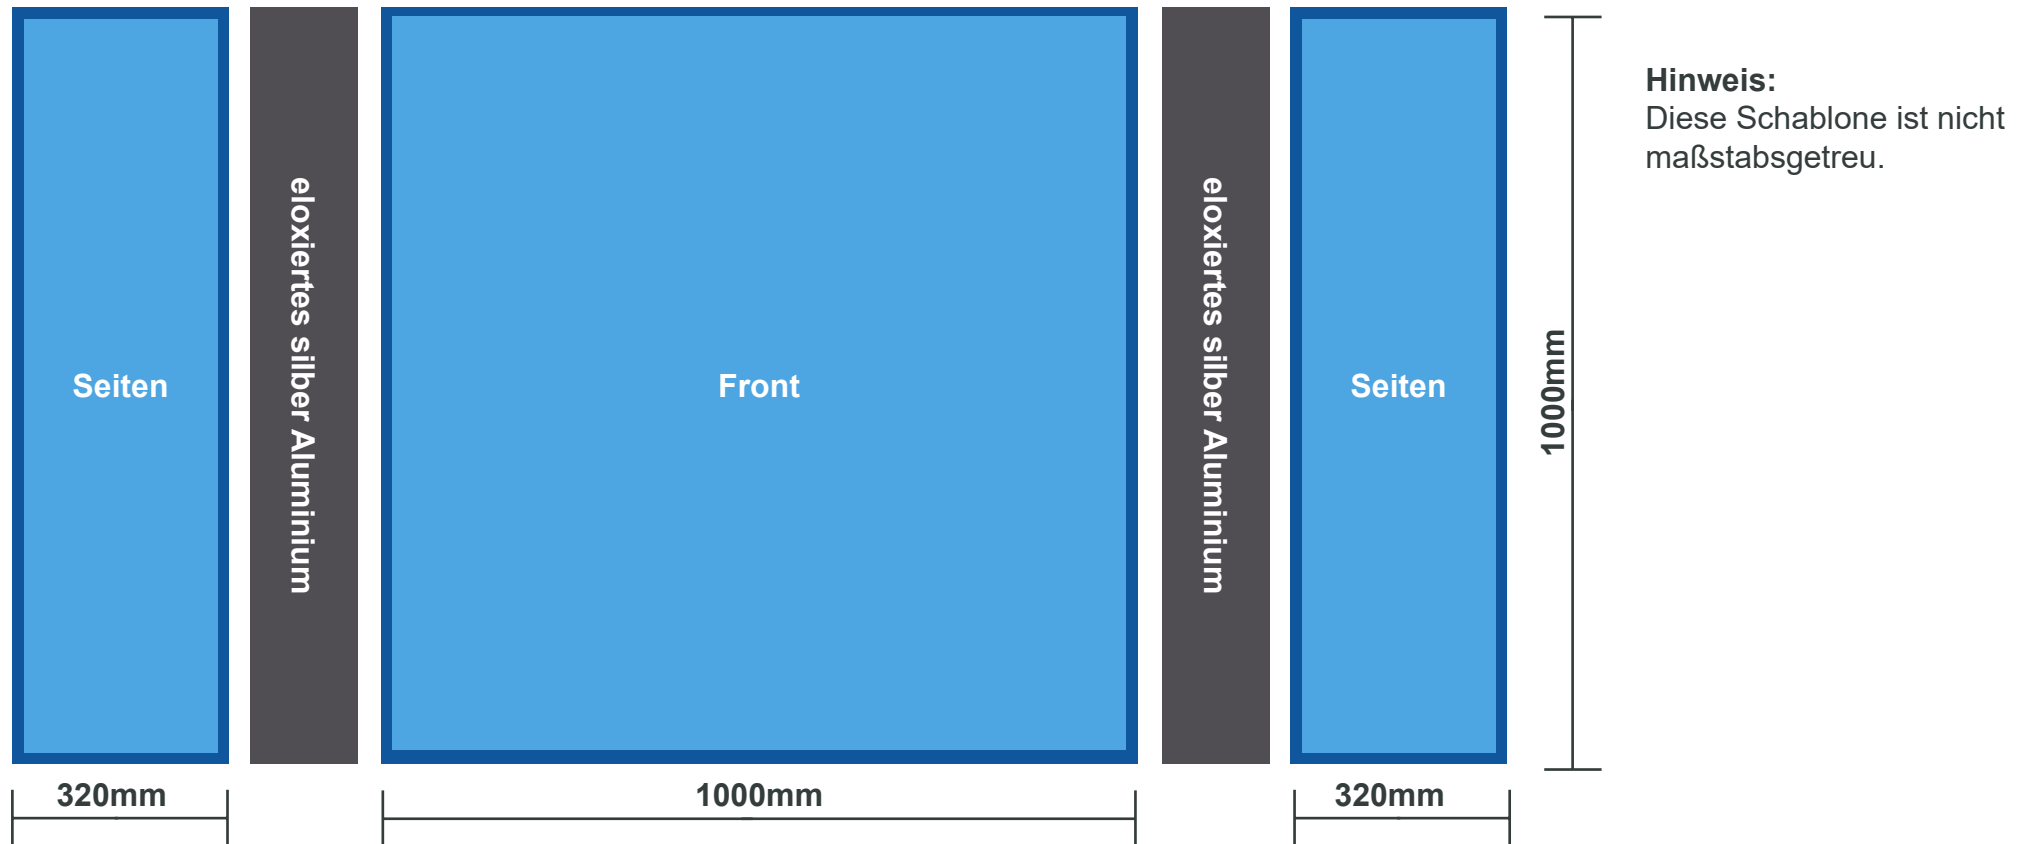 Seiten
eloxiertes silber Aluminium
Front
eloxiertes silber Aluminium
Seiten
1000mm
Hinweis:
Diese Schablone ist nicht
maßstabsgetreu.
320mm
1000mm
320mm